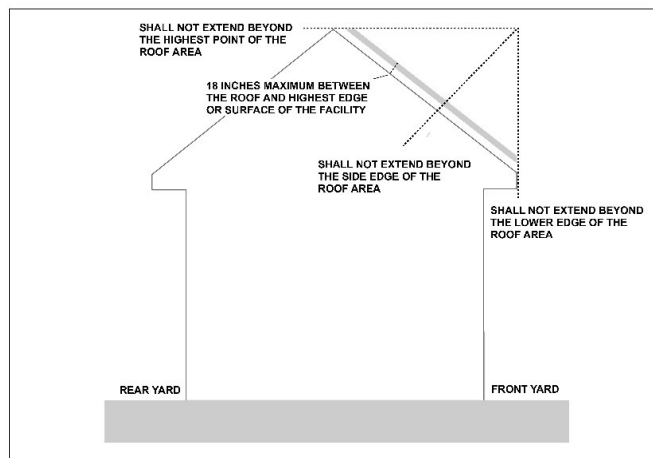 SHALL NOT EXTEND BEYOND
THE HIGHEST POINT OF THE
ROOF AREA
18 INCHES MAXIMUM BETWEEN
THE ROOF AND HIGHEST EDGE
OR SURFACE OF THE FACILITY
SHALL NOT EXTEND BEYOND
THE SIDE EDGE OF THE
ROOF AREA
SHALL NOT EXTEND BEYOND
THE LOWER EDGE OF THE
ROOF AREA
REAR YARD
FRONT YARD